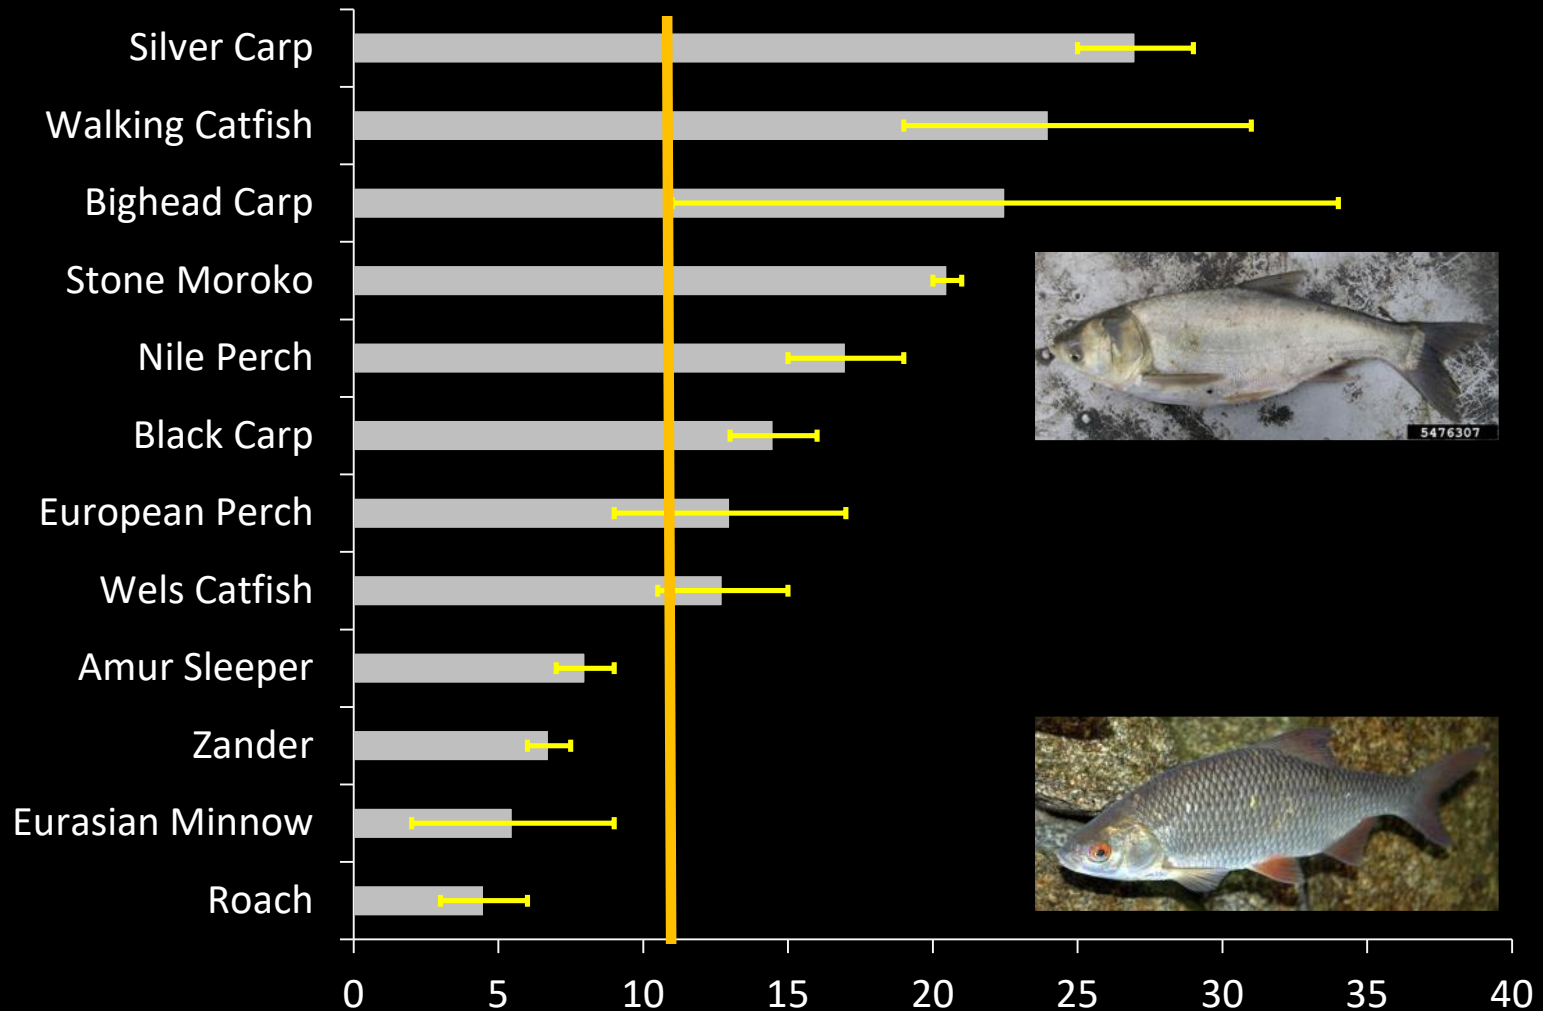 Silver Carp
Walking Catfish
Bighead Carp
Stone Moroko
Nile Perch
5476307
Black Carp
European Perch
Wels Catfish
Amur Sleeper
Zander
Eurasian Minnow
Roach
0 5 10 15 20 25 30 35 40